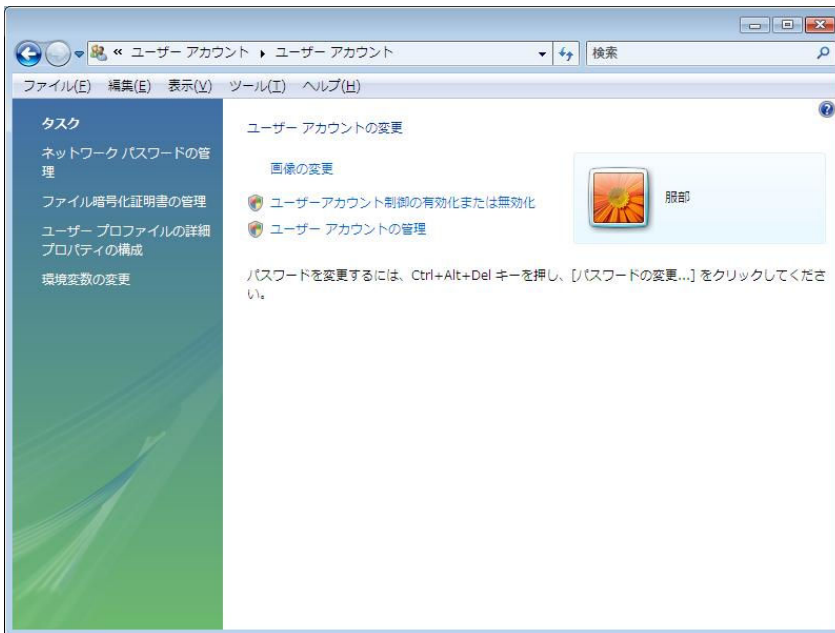 « ユーザー アカウント ▸ ユーザー アカウント
検索
ファイル(F) 編集(E) 表示(V) ツール(T) ヘルプ(H)
タスク
ネットワーク パスワードの管
理
ファイル暗号化証明書の管理
ユーザー プロファイルの詳細
プロパティの構成
環境変数の変更
ユーザー アカウントの変更
画像の変更
ユーザーアカウント制御の有効化または無効化
ユーザー アカウントの管理
服部
パスワードを変更するには、Ctrl+Alt+Del キーを押し、[パスワードの変更...] をクリックしてくださ
い。